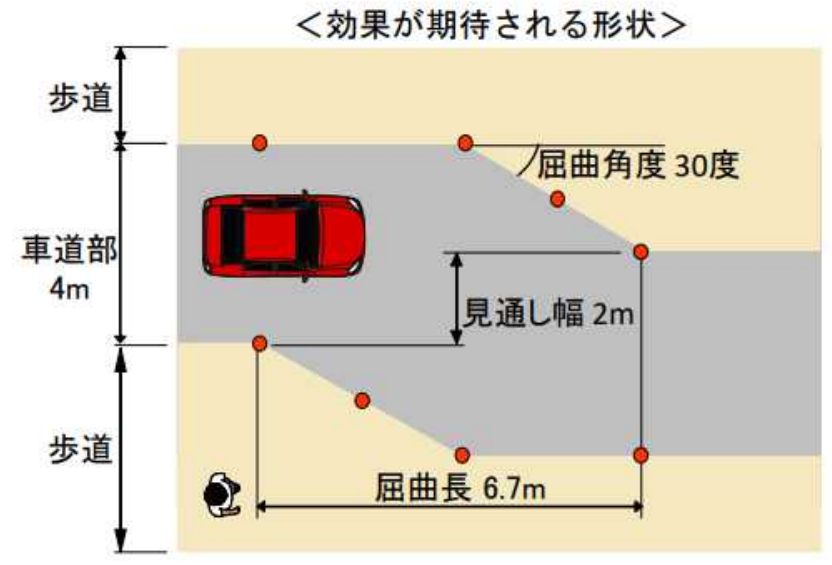 ＜効果が期待される形状＞
歩道
屈曲角度 30度
車道部
4m
見通し幅 2m
歩道
屈曲長 6.7m